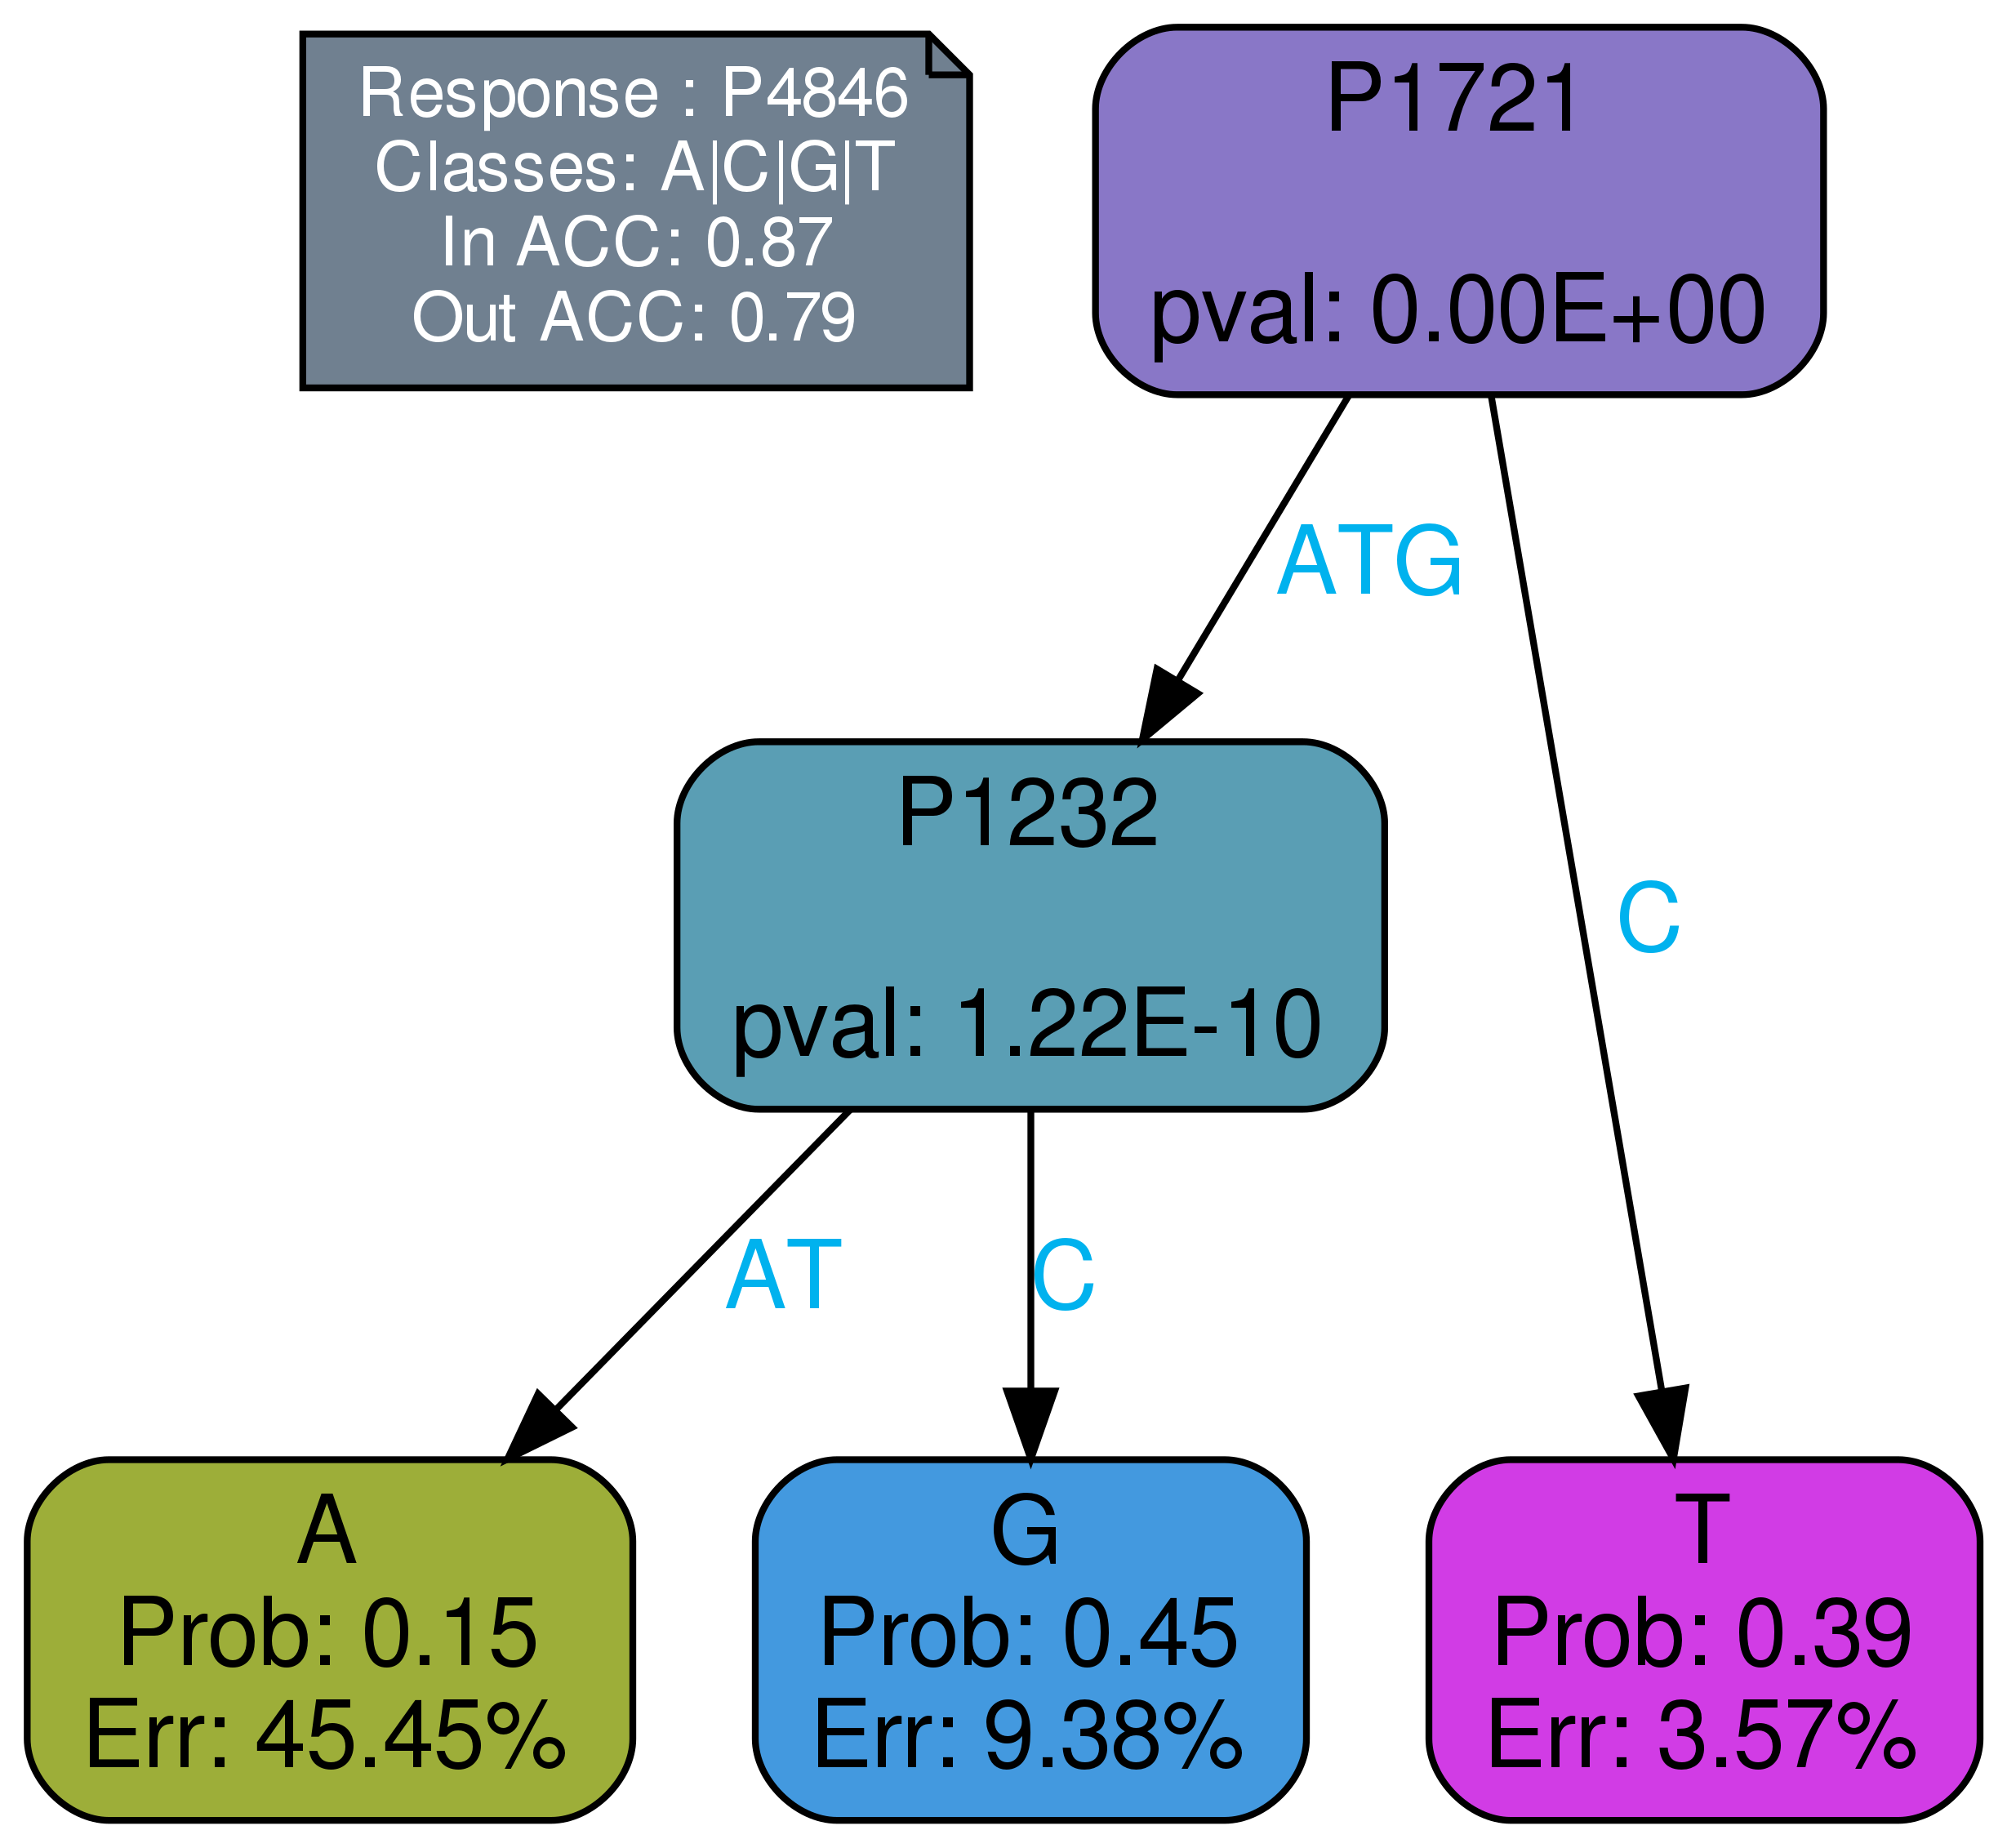 Response : P4846
Classes: A|C|G|T
In ACC: 0.87
Out ACC: 0.79
P1721
pval: 0.00E+00
ATG
C
P1232
pval: 1.22E-10
AT
C
A
Prob: 0.15
Err: 45.45%
G
Prob: 0.45
Err: 9.38%
T
Prob: 0.39
Err: 3.57%